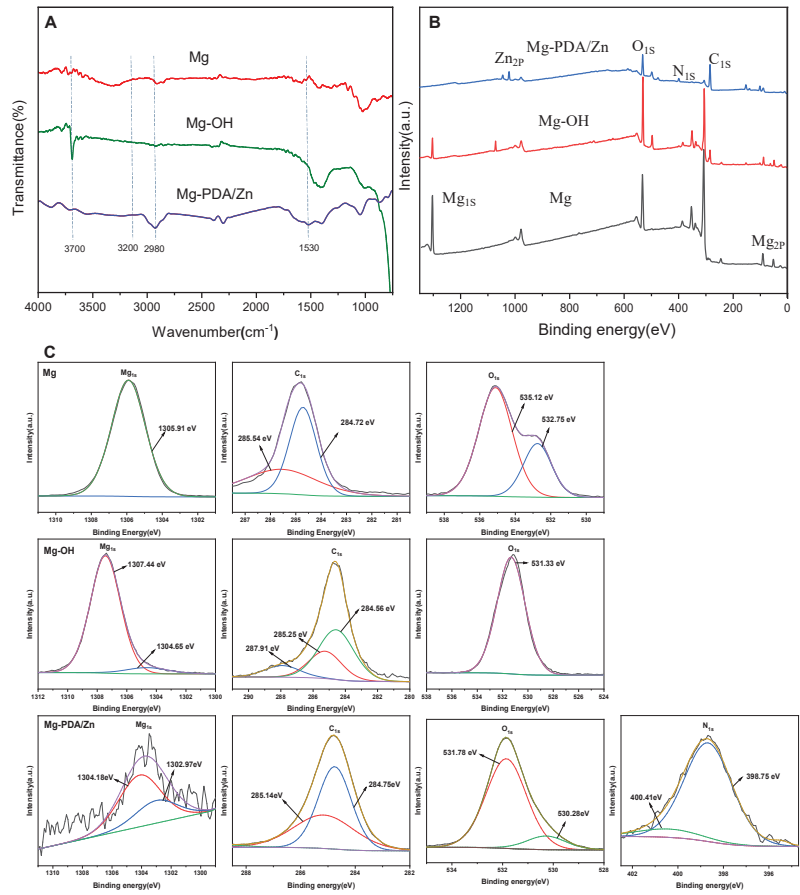 A
Mg
Mg-OH
Mg-PDA/Zn
3700
3200
2980
1530
Transmittance(%)
4000 3500 3000 2500 2000 1500 1000
Wavenumber(cm-1)
B
Mg-PDA/Zn
Zn2P
O1S
N1S
C1S
Mg-OH
Mg1S
Mg
Mg2P
Intensity(a.u.)
1200 1000 800 600 400 200 0
Binding energy(eV)
C
Mg
Mg1s
1305.91 eV
Intensity(a.u.)
1310 1308 1306 1304 1302
Binding Energy(eV)
C1s
285.54 eV
284.72 eV
Intensity(a.u.)
287 286 285 284 283 282 281
Binding Energy(eV)
O1s
535.12 eV
532.75 eV
Intensity(a.u.)
538 536 534 532 530
Binding Energy(eV)
Mg-OH
Mg1s
1307.44 eV
1304.65 eV
Intensity(a.u.)
1312 1310 1308 1306 1304 1302 1300
Binding Energy(eV)
C1s
284.56 eV
285.25 eV
287.91 eV
Intensity(a.u.)
290 288 286 284 282 280
Binding Energy(eV)
O1s
531.33 eV
Intensity(a.u.)
538 536 534 532 530 528 526 524
Binding Energy(eV)
Mg-PDA/Zn
Mg1s
1304.18eV
1302.97eV
Intensity(a.u.)
1310 1308 1306 1304 1302 1300
Binding energy(eV)
C1s
285.14eV
284.75eV
Intensity(a.u.)
288 286 284 282
Binding energy(eV)
O1s
531.78 eV
530.28eV
Intensity(a.u.)
534 532 530 528
Binding energy(eV)
N1s
400.41eV
398.75 eV
Intensity(a.u.)
402 400 398 396
Binding energy(eV)